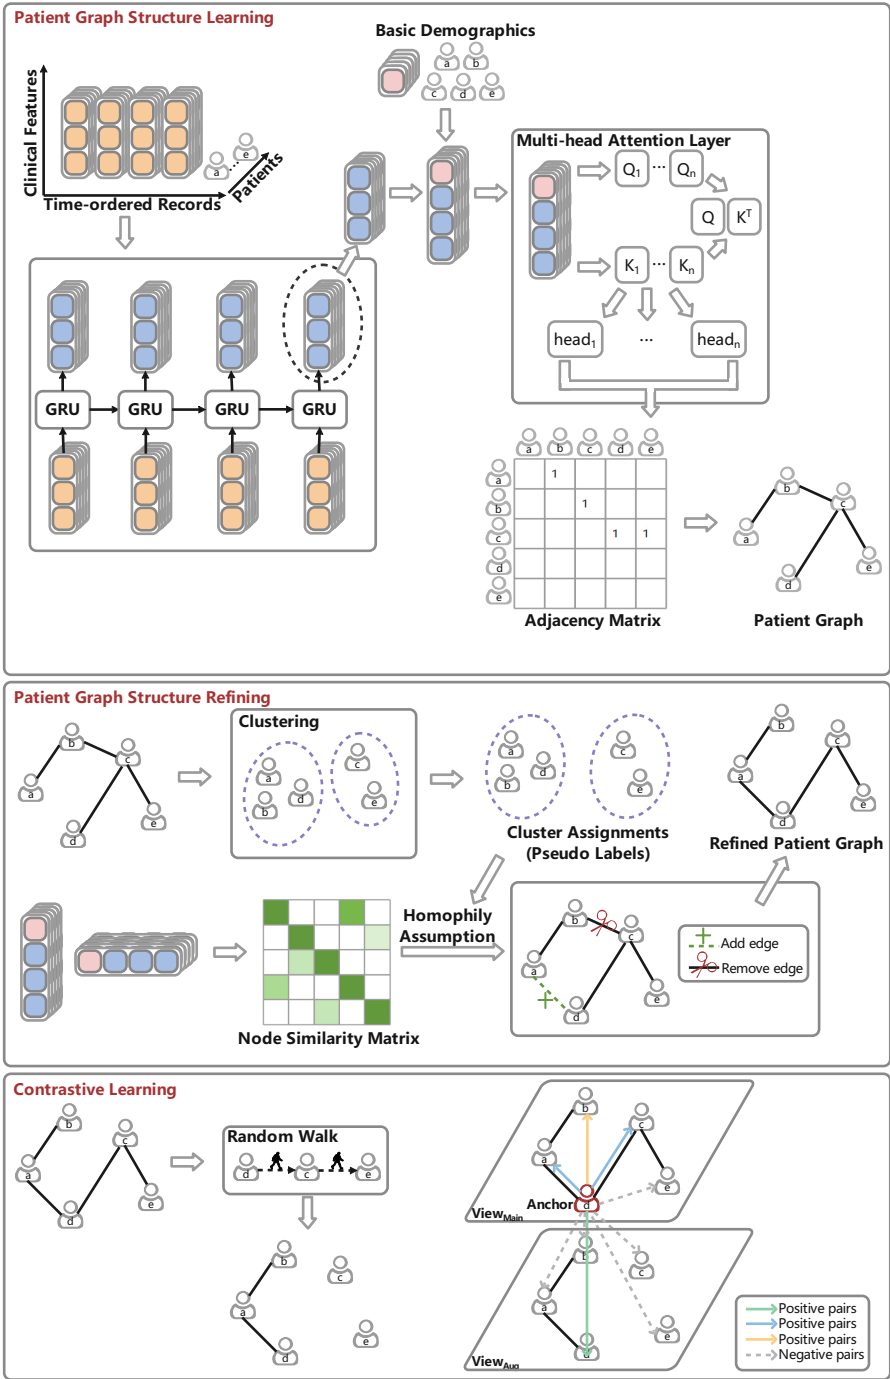 Patient Graph Structure Learning
Basic Demographics
a b
c d e
Clinical Features
a e
Time-ordered Records
Patients
Multi-head Attention Layer
Q1 ... Qn
Q KT
K1 ... Kn
head1 ... headn
GRU GRU GRU GRU
a b c d e
a 1
b 1
c 1 1
d
e
b
c
a
e
d
Adjacency Matrix
Patient Graph
Patient Graph Structure Refining
Clustering
b
c
a
e
d
a
b
d
c
e
a
b
d
c
e
b
c
a
e
d
Cluster Assignments
(Pseudo Labels)
Refined Patient Graph
Homophily
Assumption
b
c
a
e
d
Add edge
Remove edge
Node Similarity Matrix
Contrastive Learning
b
c
a
e
d
Random Walk
d c e
b
c
a
e
d
b
c
a
e
Anchor
d
ViewMain
b
c
a
e
d
ViewAug
Positive pairs
Positive pairs
Positive pairs
Negative pairs